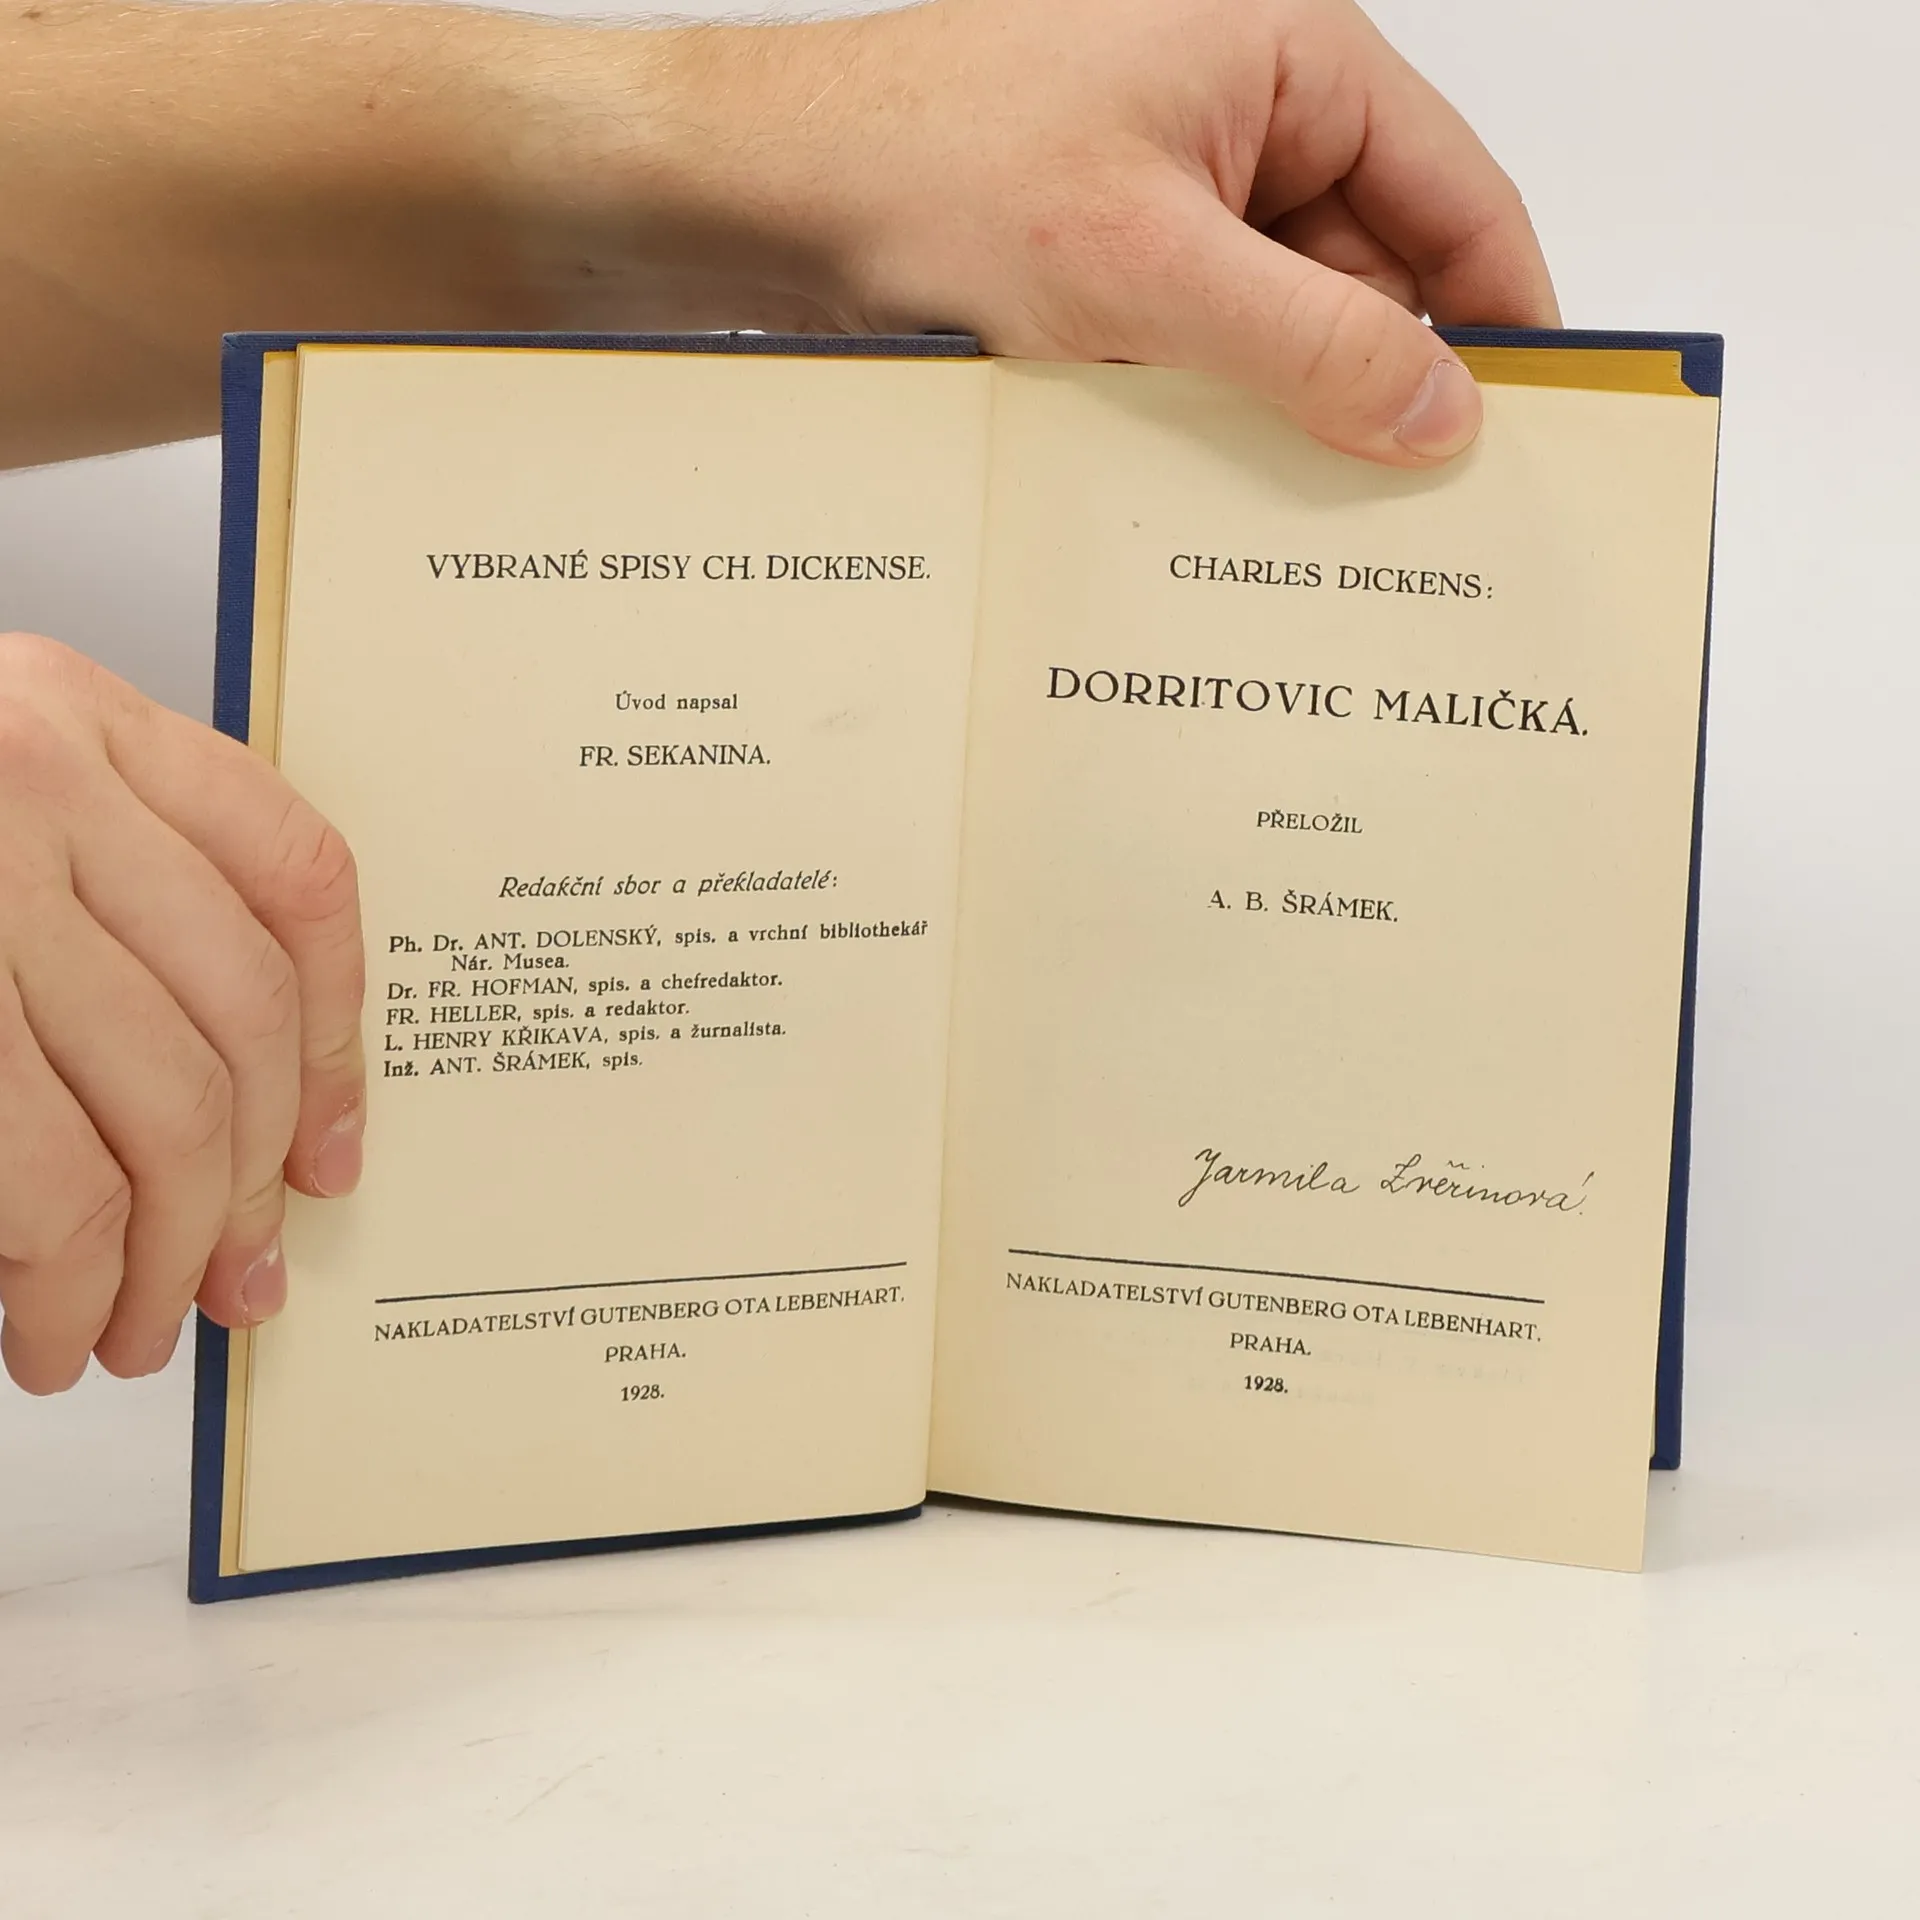 VYBRANÉ SPISY CH. DICKENSE.
Úvod napsal
FR. SEKANINA.
Redakční sbor a překladatelé:
Ph. Dr. ANT. DOLENSKÝ, spis. a vrchní bibliothekář
Nár. Musea.
Dr. FR. HOFMAN, spis. a chefredaktor.
FR. HELLER, spis. a redaktor.
L. HENRY KŘIKAVA, spis. a žurnalista.
Inž. ANT. ŠRÁMEK, spis.
NAKLADATELSTVÍ GUTENBERG OTA LEBENHART.
PRAHA.
1928.
CHARLES DICKENS:
DORRITOVIC MALIČKÁ.
PŘELOŽIL
A. B. ŠRÁMEK.
Jarmila Zvěřinová.
NAKLADATELSTVÍ GUTENBERG OTA LEBENHART.
PRAHA.
1928.